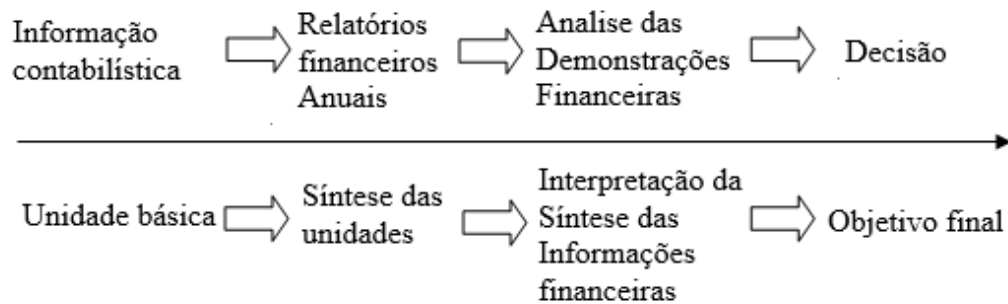 Informação
contabilística
Relatórios
financeiros
Anuais
Analise das
Demonstrações
Financeiras
Decisão
Unidade básica
Síntese das
unidades
Interpretação da
Síntese das
Informações
financeiras
Objetivo final